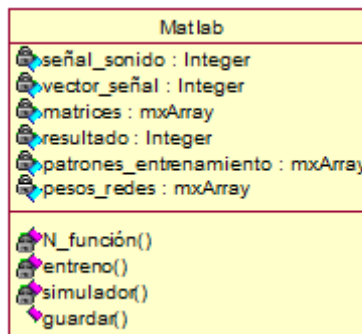 Matlab
señal_sonido : Integer
vector_señal : Integer
matrices : mxArray
resultado : Integer
patrones_entrenamiento : mxArray
pesos_redes : mxArray
N_función()
entreno()
simulador()
guardar()